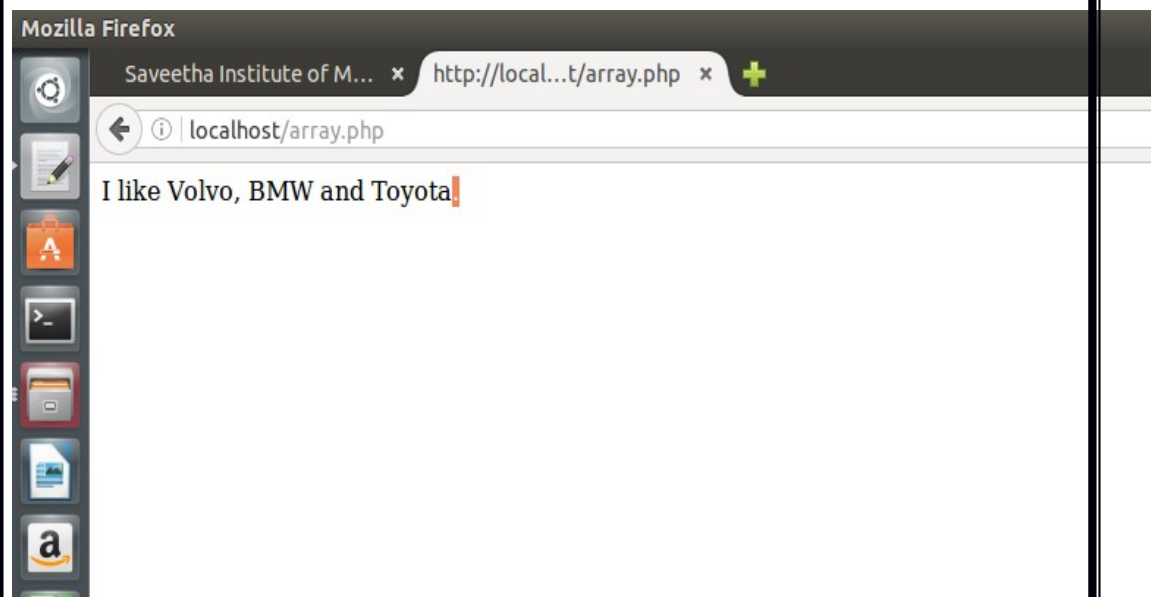 Mozilla Firefox
Saveetha Institute of M... × http://local...t/array.php ×
localhost/array.php
I like Volvo, BMW and Toyota.